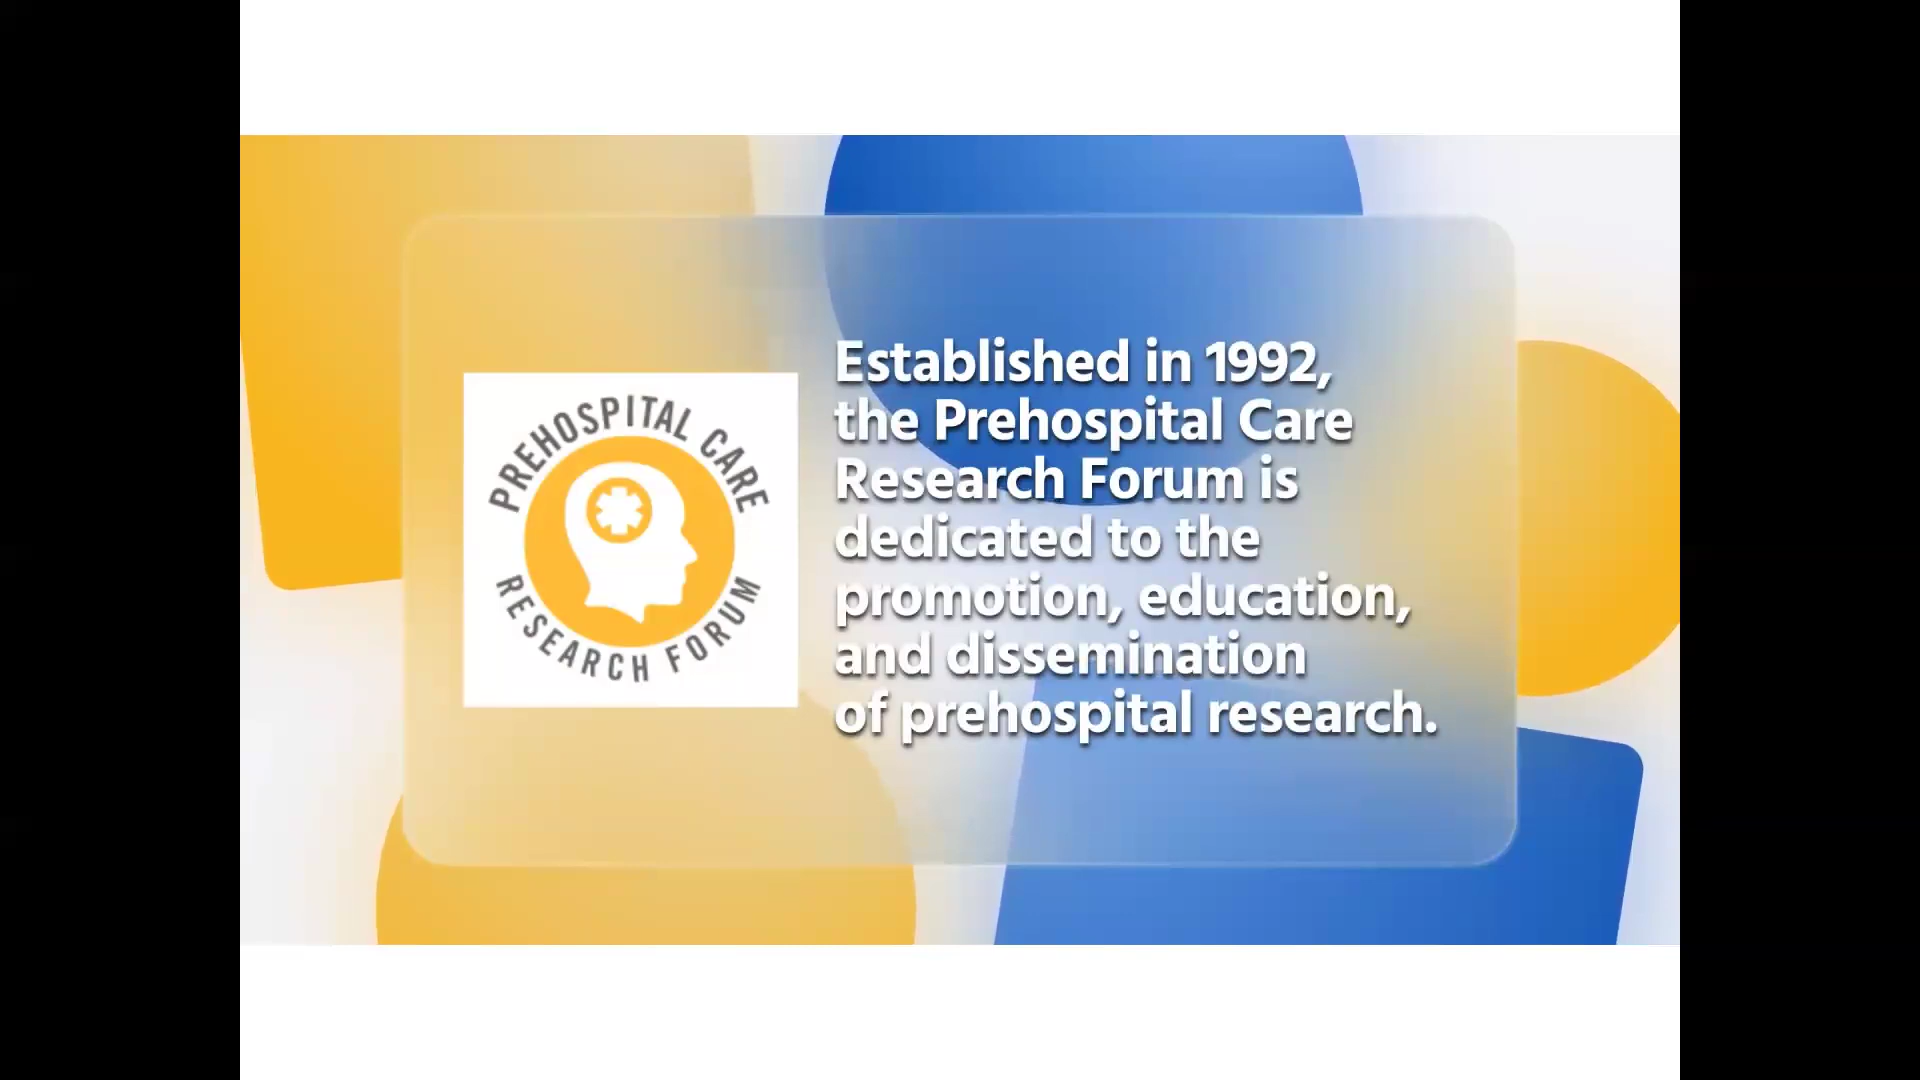 PREHOSPITAL CARE
RESEARCH FORUM
Established in 1992,
the Prehospital Care
Research Forum is
dedicated to the
promotion, education,
and dissemination
of prehospital research.